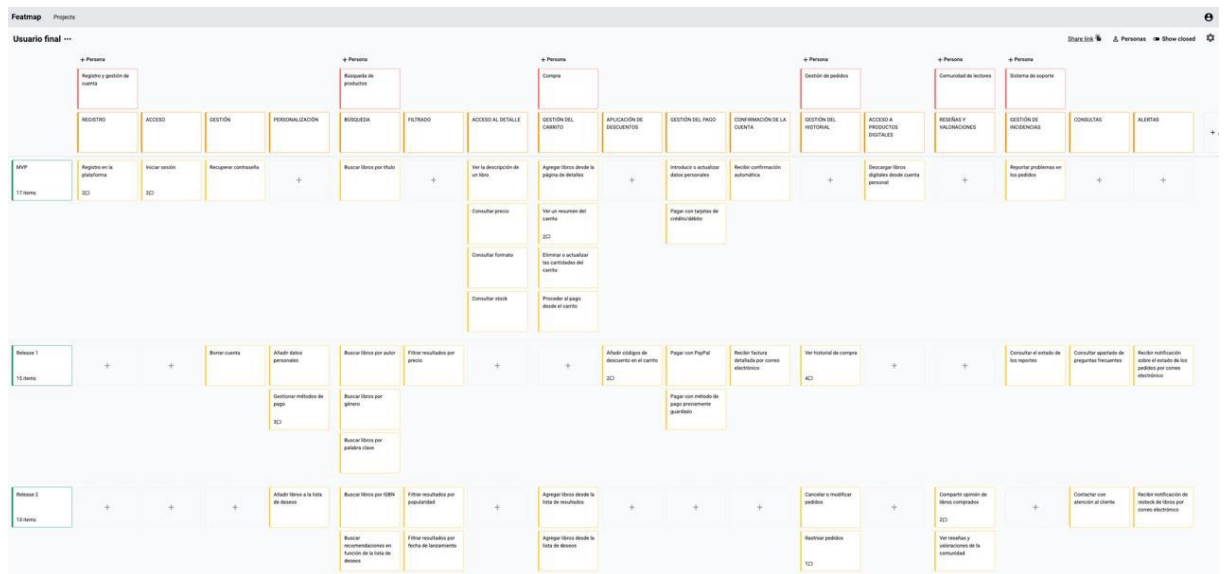 Featmap Projects
Usuario final ···
Share link Personas Show closed
+ Persona
+ Persona
+ Persona
+ Persona
+ Persona
+ Persona
Registro y gestión de
cuenta
Búsqueda de
productos
Compra
Gestión de pedidos
Comunidad de lectores
Sistema de soporte
REGISTRO
ACCESO
GESTIÓN
PERSONALIZACIÓN
BÚSQUEDA
FILTRADO
ACCESO AL DETALLE
GESTIÓN DEL
CARRITO
APLICACIÓN DE
DESCUENTOS
GESTIÓN DEL PAGO
CONFIRMACIÓN DE LA
CUENTA
GESTIÓN DEL
HISTORIAL
ACCESO A
PRODUCTOS
DIGITALES
RESEÑAS Y
VALORACIONES
GESTIÓN DE
INCIDENCIAS
CONSULTAS
ALERTAS
MVP
17 items
Registro en la
plataforma
Iniciar sesión
Recuperar contraseña
Buscar libros por título
Ver la descripción de
un libro
Agregar libros desde la
página de detalles
Introducir o actualizar
datos personales
Recibir confirmación
automática
Descargar libros
digitales desde cuenta
personal
Reportar problemas en
los pedidos
Consultar precio
Ver un resumen del
carrito
Pagar con tarjetas de
crédito/débito
Consultar formato
Eliminar o actualizar
las cantidades del
carrito
Consultar stock
Proceder al pago
desde el carrito
Release 1
15 items
Borrar cuenta
Añadir datos
personales
Buscar libros por autor
Filtrar resultados por
precio
Añadir códigos de
descuento en el carrito
Pagar con PayPal
Recibir factura
detallada por correo
electrónico
Ver historial de compra
Consultar el estado de
los reportes
Consultar apartado de
preguntas frecuentes
Recibir notificación
sobre el estado de los
pedidos por correo
electrónico
Gestionar métodos de
pago
Buscar libros por
género
Pagar con método de
pago previamente
guardado
Buscar libros por
palabra clave
Release 2
13 items
Añadir libros a la lista
de deseos
Buscar libros por ISBN
Filtrar resultados por
popularidad
Agregar libros desde la
lista de resultados
Cancelar o modificar
pedidos
Compartir opinión de
libros comprados
Contactar con
atención al cliente
Recibir notificación de
restock de libros por
correo electrónico
Buscar
recomendaciones en
función de la lista de
deseos
Filtrar resultados por
fecha de lanzamiento
Agregar libros desde la
lista de deseos
Rastrear pedidos
Ver reseñas y
valoraciones de la
comunidad